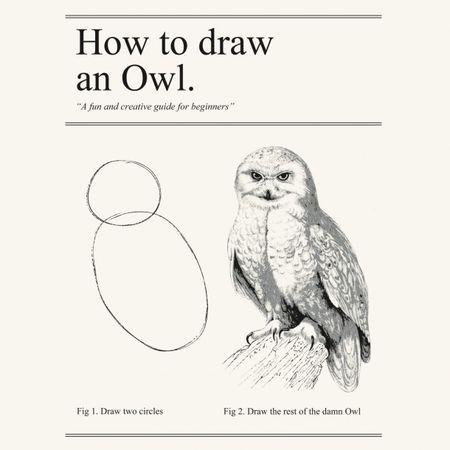 How to draw
an Owl.
“A fun and creative guide for beginners”
Fig 1. Draw two circles
Fig 2. Draw the rest of the damn Owl